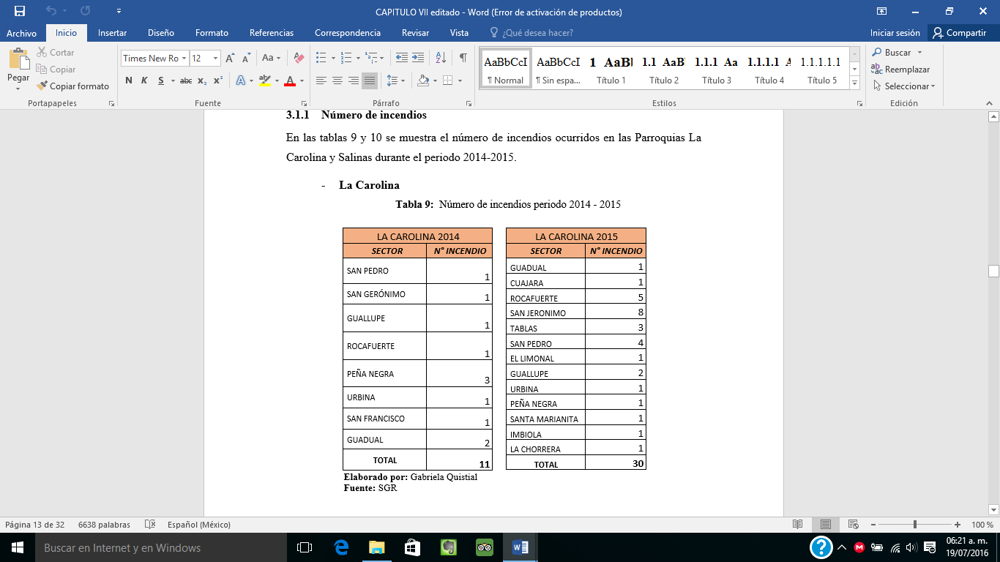 CAPITULO VII editado - Word (Error de activación de productos)
Archivo Inicio Insertar Diseño Formato Referencias Correspondencia Revisar Vista ¿Qué desea hacer? Iniciar sesión Compartir
Pegar
Cortar
Copiar
Copiar formato
Portapapeles
Times New Ro 12
Aa
N K S abc x₂ x² A A
Fuente
Párrafo
AaBbCcI AaBbCcI 1 AaBb 1.1 AaBb 1.1.1 Aa 1.1.1.1 A 1.1.1.1.1
¶ Normal ¶ Sin espa... Título 1 Título 2 Título 3 Título 4 Título 5
Estilos
Buscar
Reemplazar
Seleccionar
Edición
3.1.1 Número de incendios
En las tablas 9 y 10 se muestra el número de incendios ocurridos en las Parroquias La
Carolina y Salinas durante el periodo 2014-2015.
- La Carolina
Tabla 9: Número de incendios periodo 2014 - 2015
LA CAROLINA 2014
SECTOR N° INCENDIO
SAN PEDRO 1
SAN GERÓNIMO 1
GUALLUPE 1
ROCAFUERTE 1
PEÑA NEGRA 3
URBINA 1
SAN FRANCISCO 1
GUADUAL 2
TOTAL 11
LA CAROLINA 2015
SECTOR N° INCENDIO
GUADUAL 1
CUAJARA 1
ROCAFUERTE 5
SAN JERONIMO 8
TABLAS 3
SAN PEDRO 4
EL LIMONAL 1
GUALLUPE 2
URBINA 1
PEÑA NEGRA 1
SANTA MARIANITA 1
IMBIOLA 1
LA CHORRERA 1
TOTAL 30
Elaborado por: Gabriela Quistial
Fuente: SGR
Página 13 de 32 6638 palabras Español (México) 100 %
Buscar en Internet y en Windows
06:21 a. m.
19/07/2016